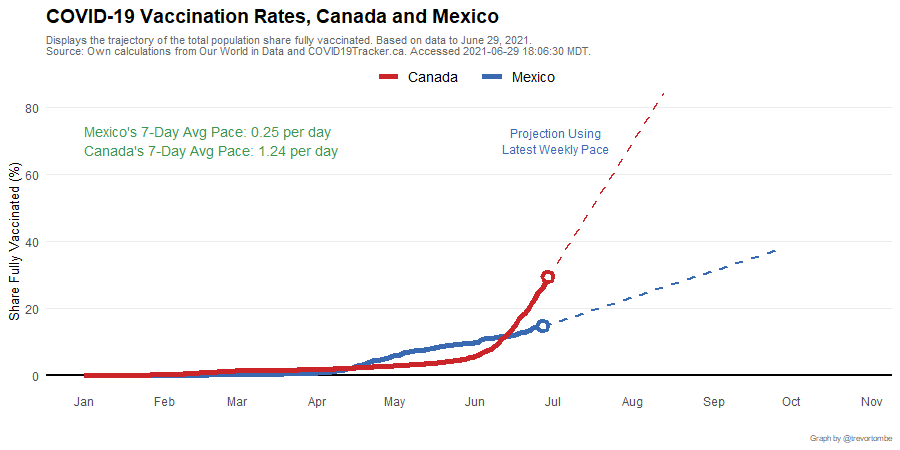 COVID-19 Vaccination Rates, Canada and Mexico
Displays the trajectory of the total population share fully vaccinated. Based on data to June 29, 2021.
Source: Own calculations from Our World in Data and COVID19Tracker.ca. Accessed 2021-06-29 18:06:30 MDT.
Canada Mexico
80
Mexico's 7-Day Avg Pace: 0.25 per day
Canada's 7-Day Avg Pace: 1.24 per day
Projection Using
Latest Weekly Pace
60
Share Fully Vaccinated (%)
40
20
0
Jan Feb Mar Apr May Jun Jul Aug Sep Oct Nov
Graph by @trevortombe